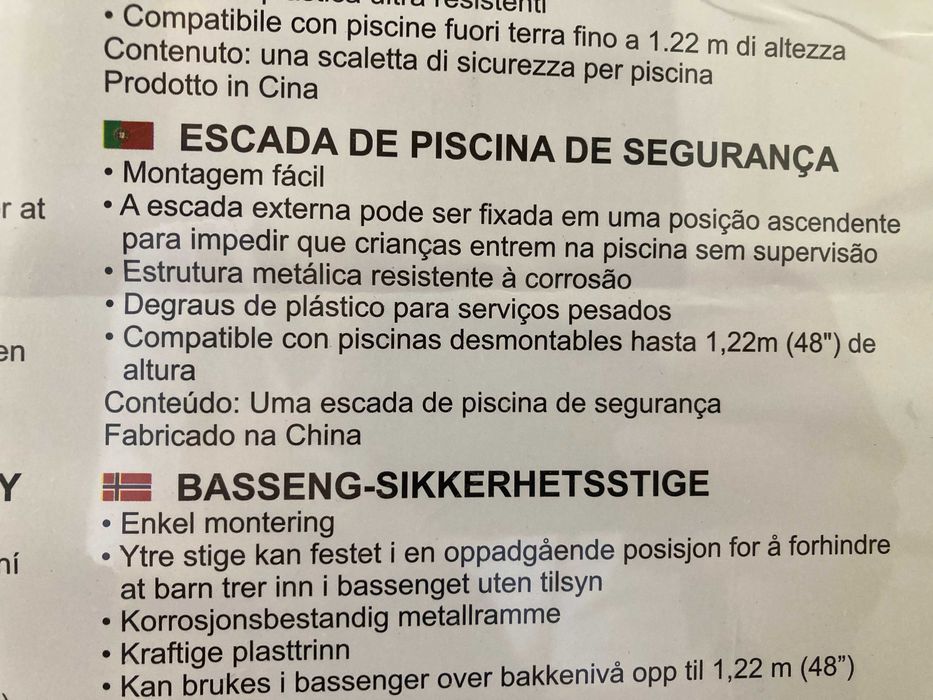 ultra resistenti
• Compatibile con piscine fuori terra fino a 1.22 m di altezza
Contenuto: una scaletta di sicurezza per piscina
Prodotto in Cina
ESCADA DE PISCINA DE SEGURANÇA
• Montagem fácil
• A escada externa pode ser fixada em uma posição ascendente
para impedir que crianças entrem na piscina sem supervisão
• Estrutura metálica resistente à corrosão
• Degraus de plástico para serviços pesados
• Compatible con piscinas desmontables hasta 1,22m (48") de
altura
Conteúdo: Uma escada de piscina de segurança
Fabricado na China
BASSENG-SIKKERHETSSTIGE
• Enkel montering
• Ytre stige kan festet i en oppadgående posisjon for å forhindre
at barn trer inn i bassenget uten tilsyn
• Korrosjonsbestandig metallramme
• Kraftige plasttrinn
• Kan brukes i bassenger over bakkenivå opp til 1,22 m (48”)
r at
en
Y
ní
)